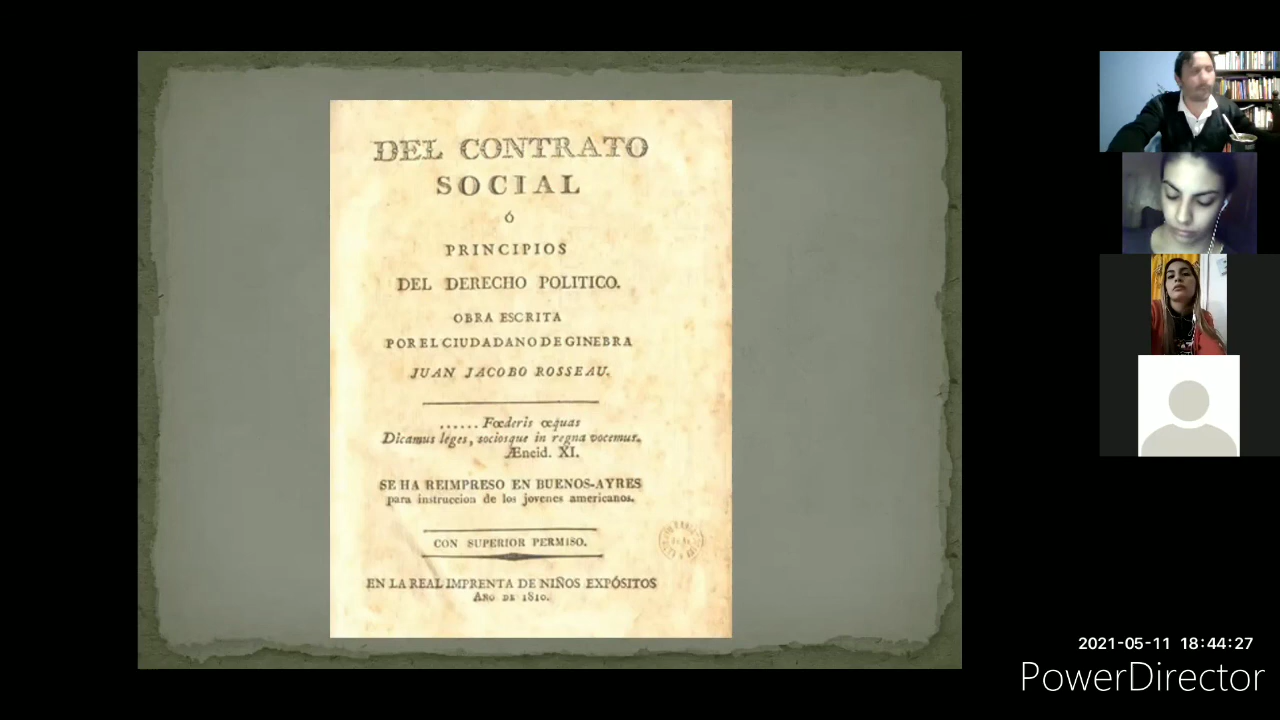 DEL CONTRATO
SOCIAL
Ó
PRINCIPIOS
DEL DERECHO POLITICO.
OBRA ESCRITA
POR EL CIUDADANO DE GINEBRA
JUAN JACOBO ROSSEAU.
...... Fœderis œquas
Dicamus leges, sociosque in regna vocemus.
Æneid. XI.
SE HA REIMPRESO EN BUENOS-AYRES
para instruccion de los jovenes americanos.
CON SUPERIOR PERMISO.
EN LA REAL IMPRENTA DE NIÑOS EXPÓSITOS
Año de 1810.
2021-05-11 18:44:27
PowerDirector